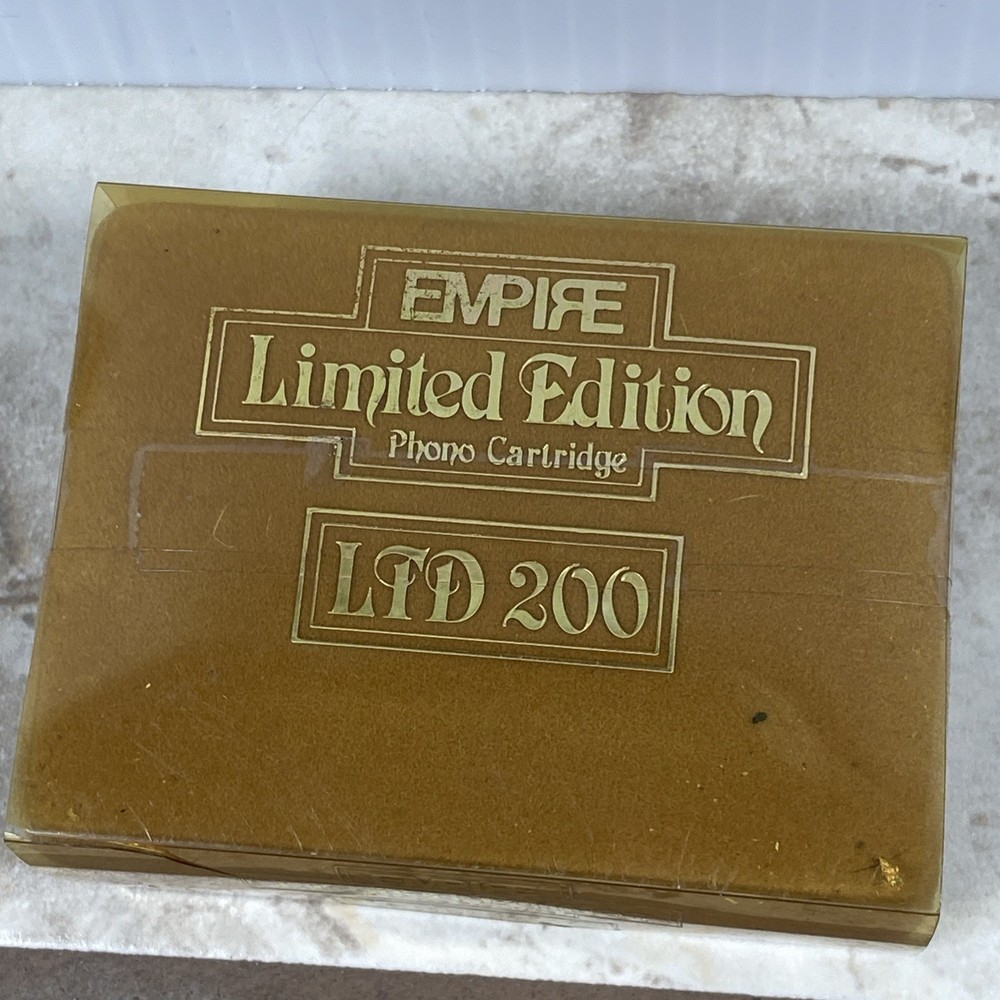 EMPIRE
Limited Edition
Phono Cartridge
LTD 200